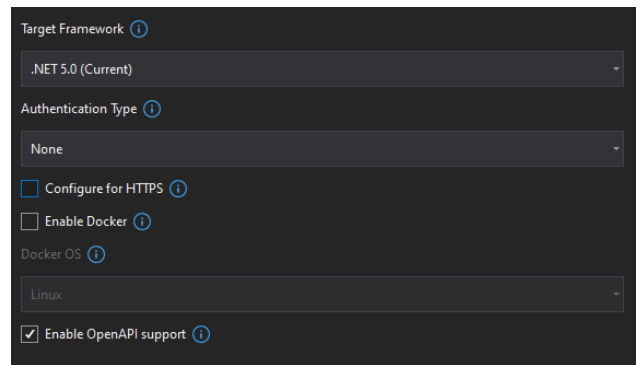 Target Framework
.NET 5.0 (Current)
Authentication Type
None
Configure for HTTPS
Enable Docker
Docker OS
Linux
Enable OpenAPI support